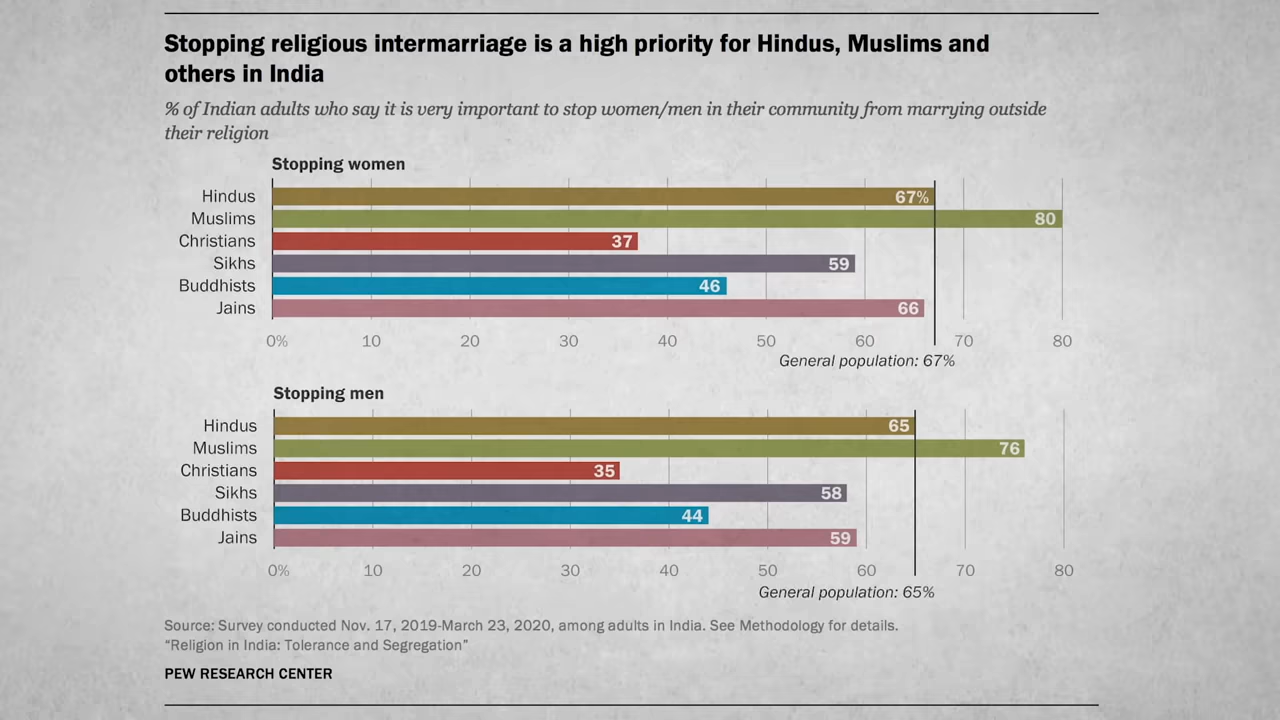 Stopping religious intermarriage is a high priority for Hindus, Muslims and
others in India
% of Indian adults who say it is very important to stop women/men in their community from marrying outside
their religion
Stopping women
Hindus 67%
Muslims 80
Christians 37
Sikhs 59
Buddhists 46
Jains 66
0% 10 20 30 40 50 60 70 80
General population: 67%
Stopping men
Hindus 65
Muslims 76
Christians 35
Sikhs 58
Buddhists 44
Jains 59
0% 10 20 30 40 50 60 70 80
General population: 65%
Source: Survey conducted Nov. 17, 2019-March 23, 2020, among adults in India. See Methodology for details.
“Religion in India: Tolerance and Segregation”
PEW RESEARCH CENTER